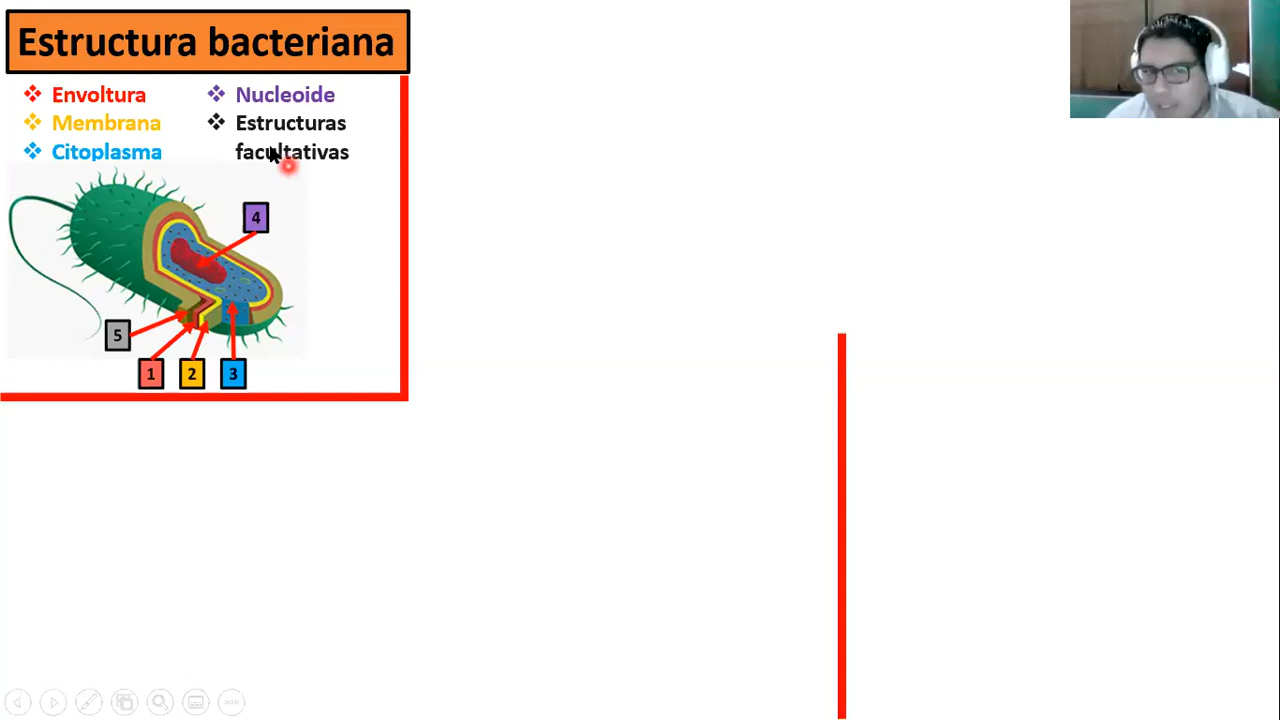 Estructura bacteriana
Envoltura
Membrana
Citoplasma
Nucleoide
Estructuras
facultativas
4
5
1
2
3